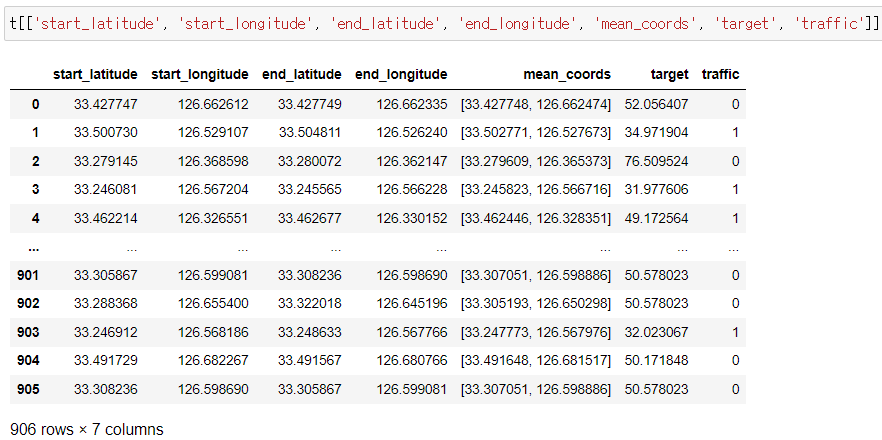 t[['start_latitude', 'start_longitude', 'end_latitude', 'end_longitude', 'mean_coords', 'target', 'traffic']]
start_latitude start_longitude end_latitude end_longitude mean_coords target traffic
0 33.427747 126.662612 33.427749 126.662335 [33.427748, 126.662474] 52.056407 0
1 33.500730 126.529107 33.504811 126.526240 [33.502771, 126.527673] 34.971904 1
2 33.279145 126.368598 33.280072 126.362147 [33.279609, 126.365373] 76.509524 0
3 33.246081 126.567204 33.245565 126.566228 [33.245823, 126.566716] 31.977606 1
4 33.462214 126.326551 33.462677 126.330152 [33.462446, 126.328351] 49.172564 1
... ... ... ... ... ... ... ...
901 33.305867 126.599081 33.308236 126.598690 [33.307051, 126.598886] 50.578023 0
902 33.288368 126.655400 33.322018 126.645196 [33.305193, 126.650298] 50.578023 0
903 33.246912 126.568186 33.248633 126.567766 [33.247773, 126.567976] 32.023067 1
904 33.491729 126.682267 33.491567 126.680766 [33.491648, 126.681517] 50.171848 0
905 33.308236 126.598690 33.305867 126.599081 [33.307051, 126.598886] 50.578023 0
906 rows × 7 columns